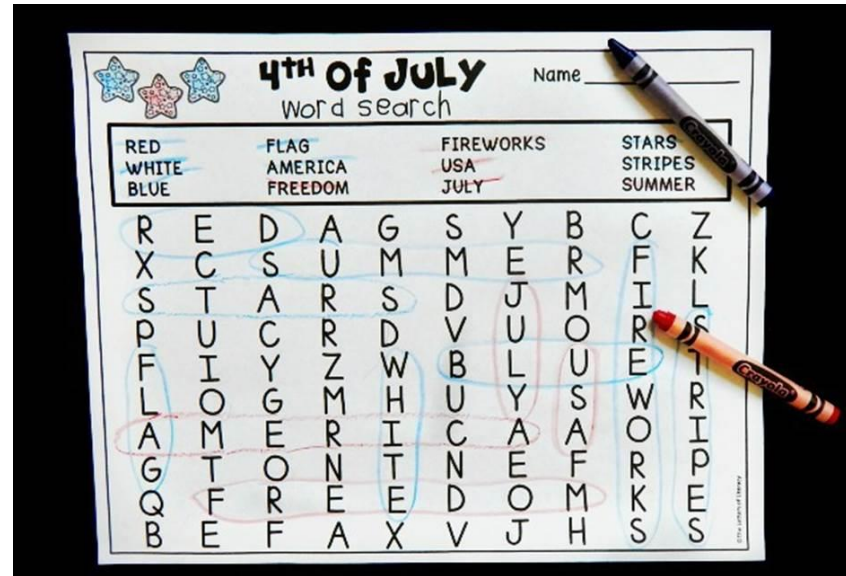 4TH OF JULY
Word search
Name
RED FLAG FIREWORKS STARS
WHITE AMERICA USA STRIPES
BLUE FREEDOM JULY SUMMER
R E D A G S Y B C Z
X C S U M M E R F K
S T A R S D J M I L
P U C R D V U O R S
F I Y Z W B L U E T
L O G M H U Y S W R
A M E R I C A A O I
G T O N T N E F R P
Q F R E E D O M K E
B E F A X V J H S S
Crayola
Crayola